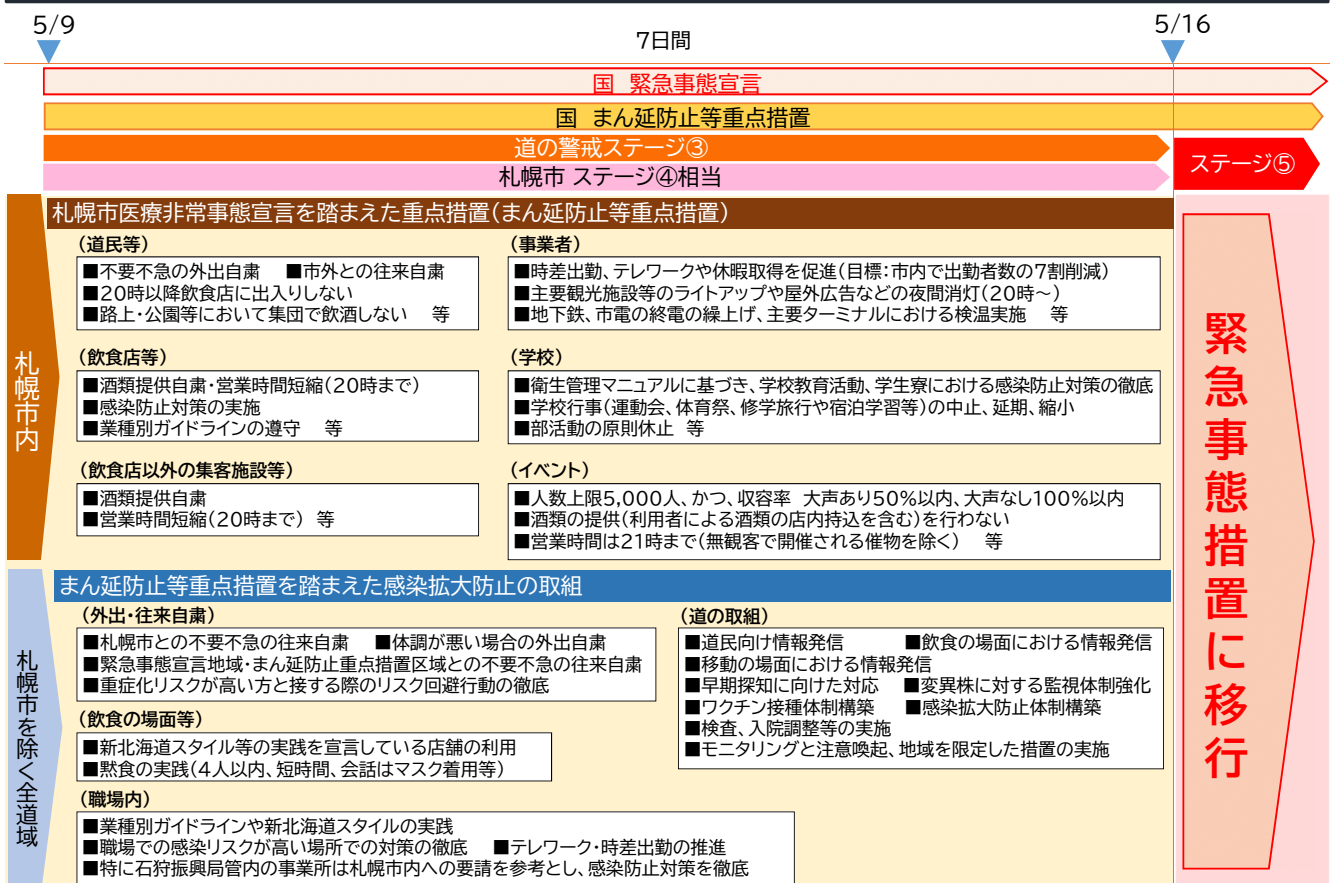 5/9
7日間
5/16
国 緊急事態宣言
国 まん延防止等重点措置
道の警戒ステージ③
札幌市 ステージ④相当
ステージ⑤
札幌市内
札幌市医療非常事態宣言を踏まえた重点措置(まん延防止等重点措置)
(道民等)
■不要不急の外出自粛 ■市外との往来自粛
■20時以降飲食店に出入りしない
■路上・公園等において集団で飲酒しない 等
(事業者)
■時差出勤、テレワークや休暇取得を促進(目標:市内で出勤者数の7割削減)
■主要観光施設等のライトアップや屋外広告などの夜間消灯(20時~)
■地下鉄、市電の終電の繰上げ、主要ターミナルにおける検温実施 等
(飲食店等)
■酒類提供自粛・営業時間短縮(20時まで)
■感染防止対策の実施
■業種別ガイドラインの遵守 等
(学校)
■衛生管理マニュアルに基づき、学校教育活動、学生寮における感染防止対策の徹底
■学校行事(運動会、体育祭、修学旅行や宿泊学習等)の中止、延期、縮小
■部活動の原則休止 等
(飲食店以外の集客施設等)
■酒類提供自粛
■営業時間短縮(20時まで) 等
(イベント)
■人数上限5,000人、かつ、収容率 大声あり50%以内、大声なし100%以内
■酒類の提供(利用者による酒類の店内持込を含む)を行わない
■営業時間は21時まで(無観客で開催される催物を除く) 等
札幌市を除く全道域
まん延防止等重点措置を踏まえた感染拡大防止の取組
(外出・往来自粛)
■札幌市との不要不急の往来自粛 ■体調が悪い場合の外出自粛
■緊急事態宣言地域・まん延防止重点措置区域との不要不急の往来自粛
■重症化リスクが高い方と接する際のリスク回避行動の徹底
(道の取組)
■道民向け情報発信 ■飲食の場面における情報発信
■移動の場面における情報発信
■早期探知に向けた対応 ■変異株に対する監視体制強化
■ワクチン接種体制構築 ■感染拡大防止体制構築
■検査、入院調整等の実施
■モニタリングと注意喚起、地域を限定した措置の実施
(飲食の場面等)
■新北海道スタイル等の実践を宣言している店舗の利用
■黙食の実践(4人以内、短時間、会話はマスク着用等)
(職場内)
■業種別ガイドラインや新北海道スタイルの実践
■職場での感染リスクが高い場所での対策の徹底 ■テレワーク・時差出勤の推進
■特に石狩振興局管内の事業所は札幌市内への要請を参考とし、感染防止対策を徹底
緊急事態措置に移行